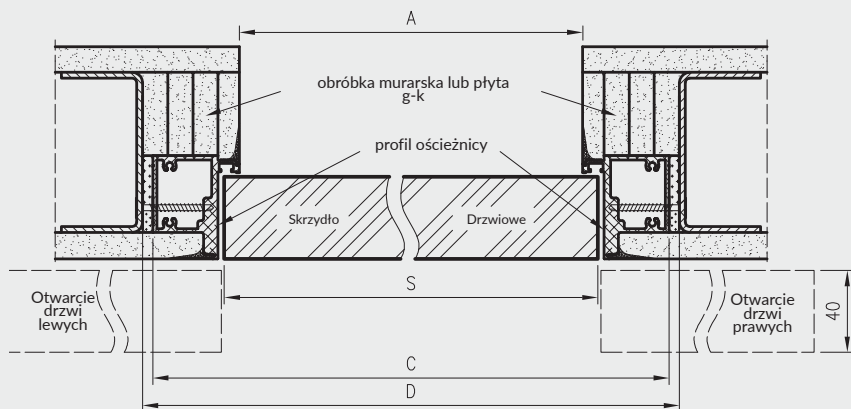 A
obróbka murarska lub płyta
g-k
profil ościeżnicy
Skrzydło
Drzwiowe
S
Otwarcie
drzwi
lewych
Otwarcie
drzwi
prawych
40
C
D